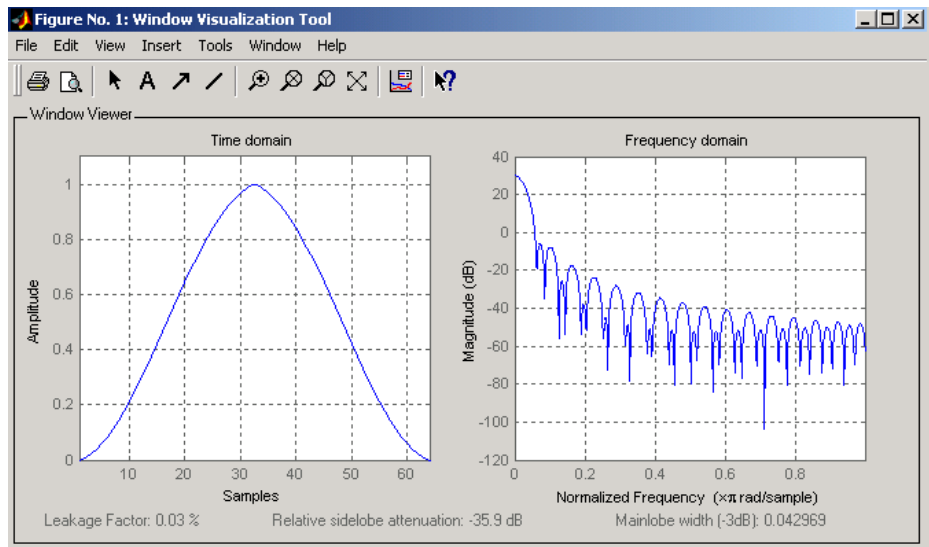 Figure No. 1: Window Visualization Tool
File Edit View Insert Tools Window Help
A
Window Viewer
Time domain
Frequency domain
1
0.8
0.6
0.4
0.2
0
Amplitude
10 20 30 40 50 60
Samples
40
20
0
-20
-40
-60
-80
-100
-120
Magnitude (dB)
0 0.2 0.4 0.6 0.8
Normalized Frequency (×π rad/sample)
Leakage Factor: 0.03 %
Relative sidelobe attenuation: -35.9 dB
Mainlobe width (-3dB): 0.042969